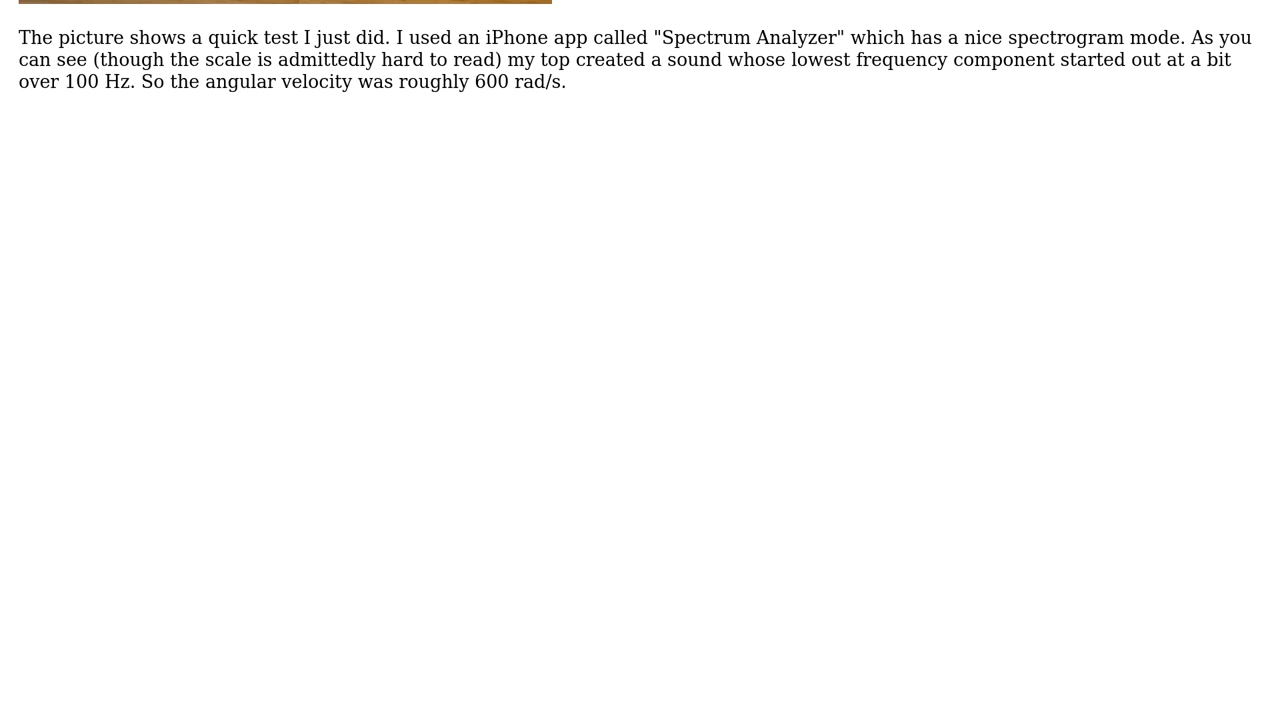 The picture shows a quick test I just did. I used an iPhone app called "Spectrum Analyzer" which has a nice spectrogram mode. As you
can see (though the scale is admittedly hard to read) my top created a sound whose lowest frequency component started out at a bit
over 100 Hz. So the angular velocity was roughly 600 rad/s.